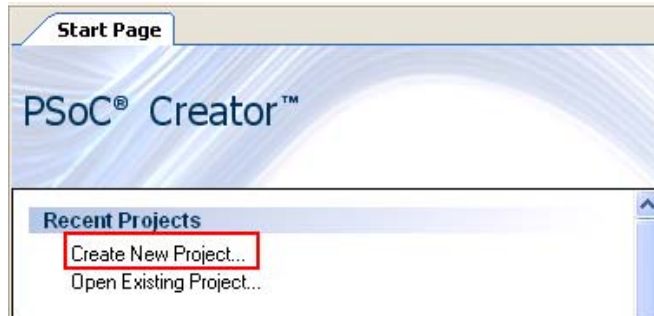 Start Page
PSoC® Creator™
Recent Projects
Create New Project...
Open Existing Project...